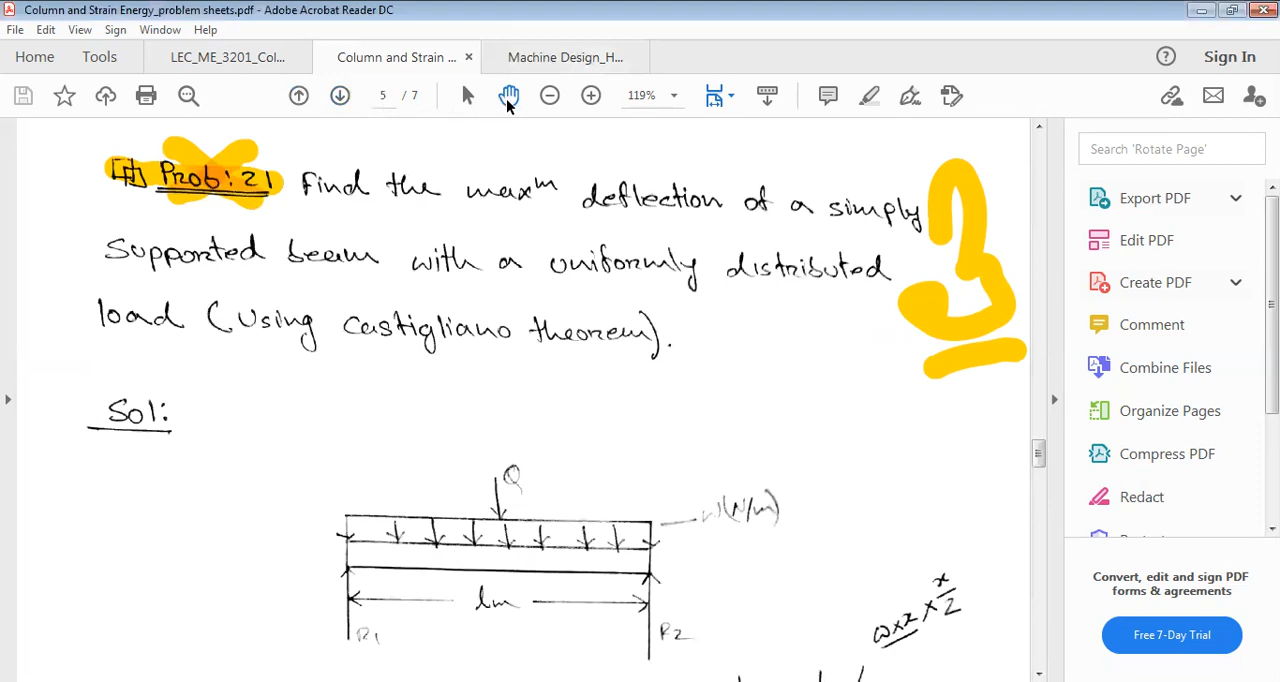 Column and Strain Energy_problem sheets.pdf - Adobe Acrobat Reader DC
File Edit View Sign Window Help
Home Tools LEC_ME_3201_Col... Column and Strain ... × Machine Design_H... ? Sign In
5 / 7 119%
Prob: 21 Find the max^m deflection of a simply
supported beam with a uniformly distributed
load (Using Castigliano theorem).
3
Sol:
Q
W(N/m)
lm
R1 R2
ω×x × x/2
Search 'Rotate Page'
Export PDF
Edit PDF
Create PDF
Comment
Combine Files
Organize Pages
Compress PDF
Redact
Convert, edit and sign PDF
forms & agreements
Free 7-Day Trial